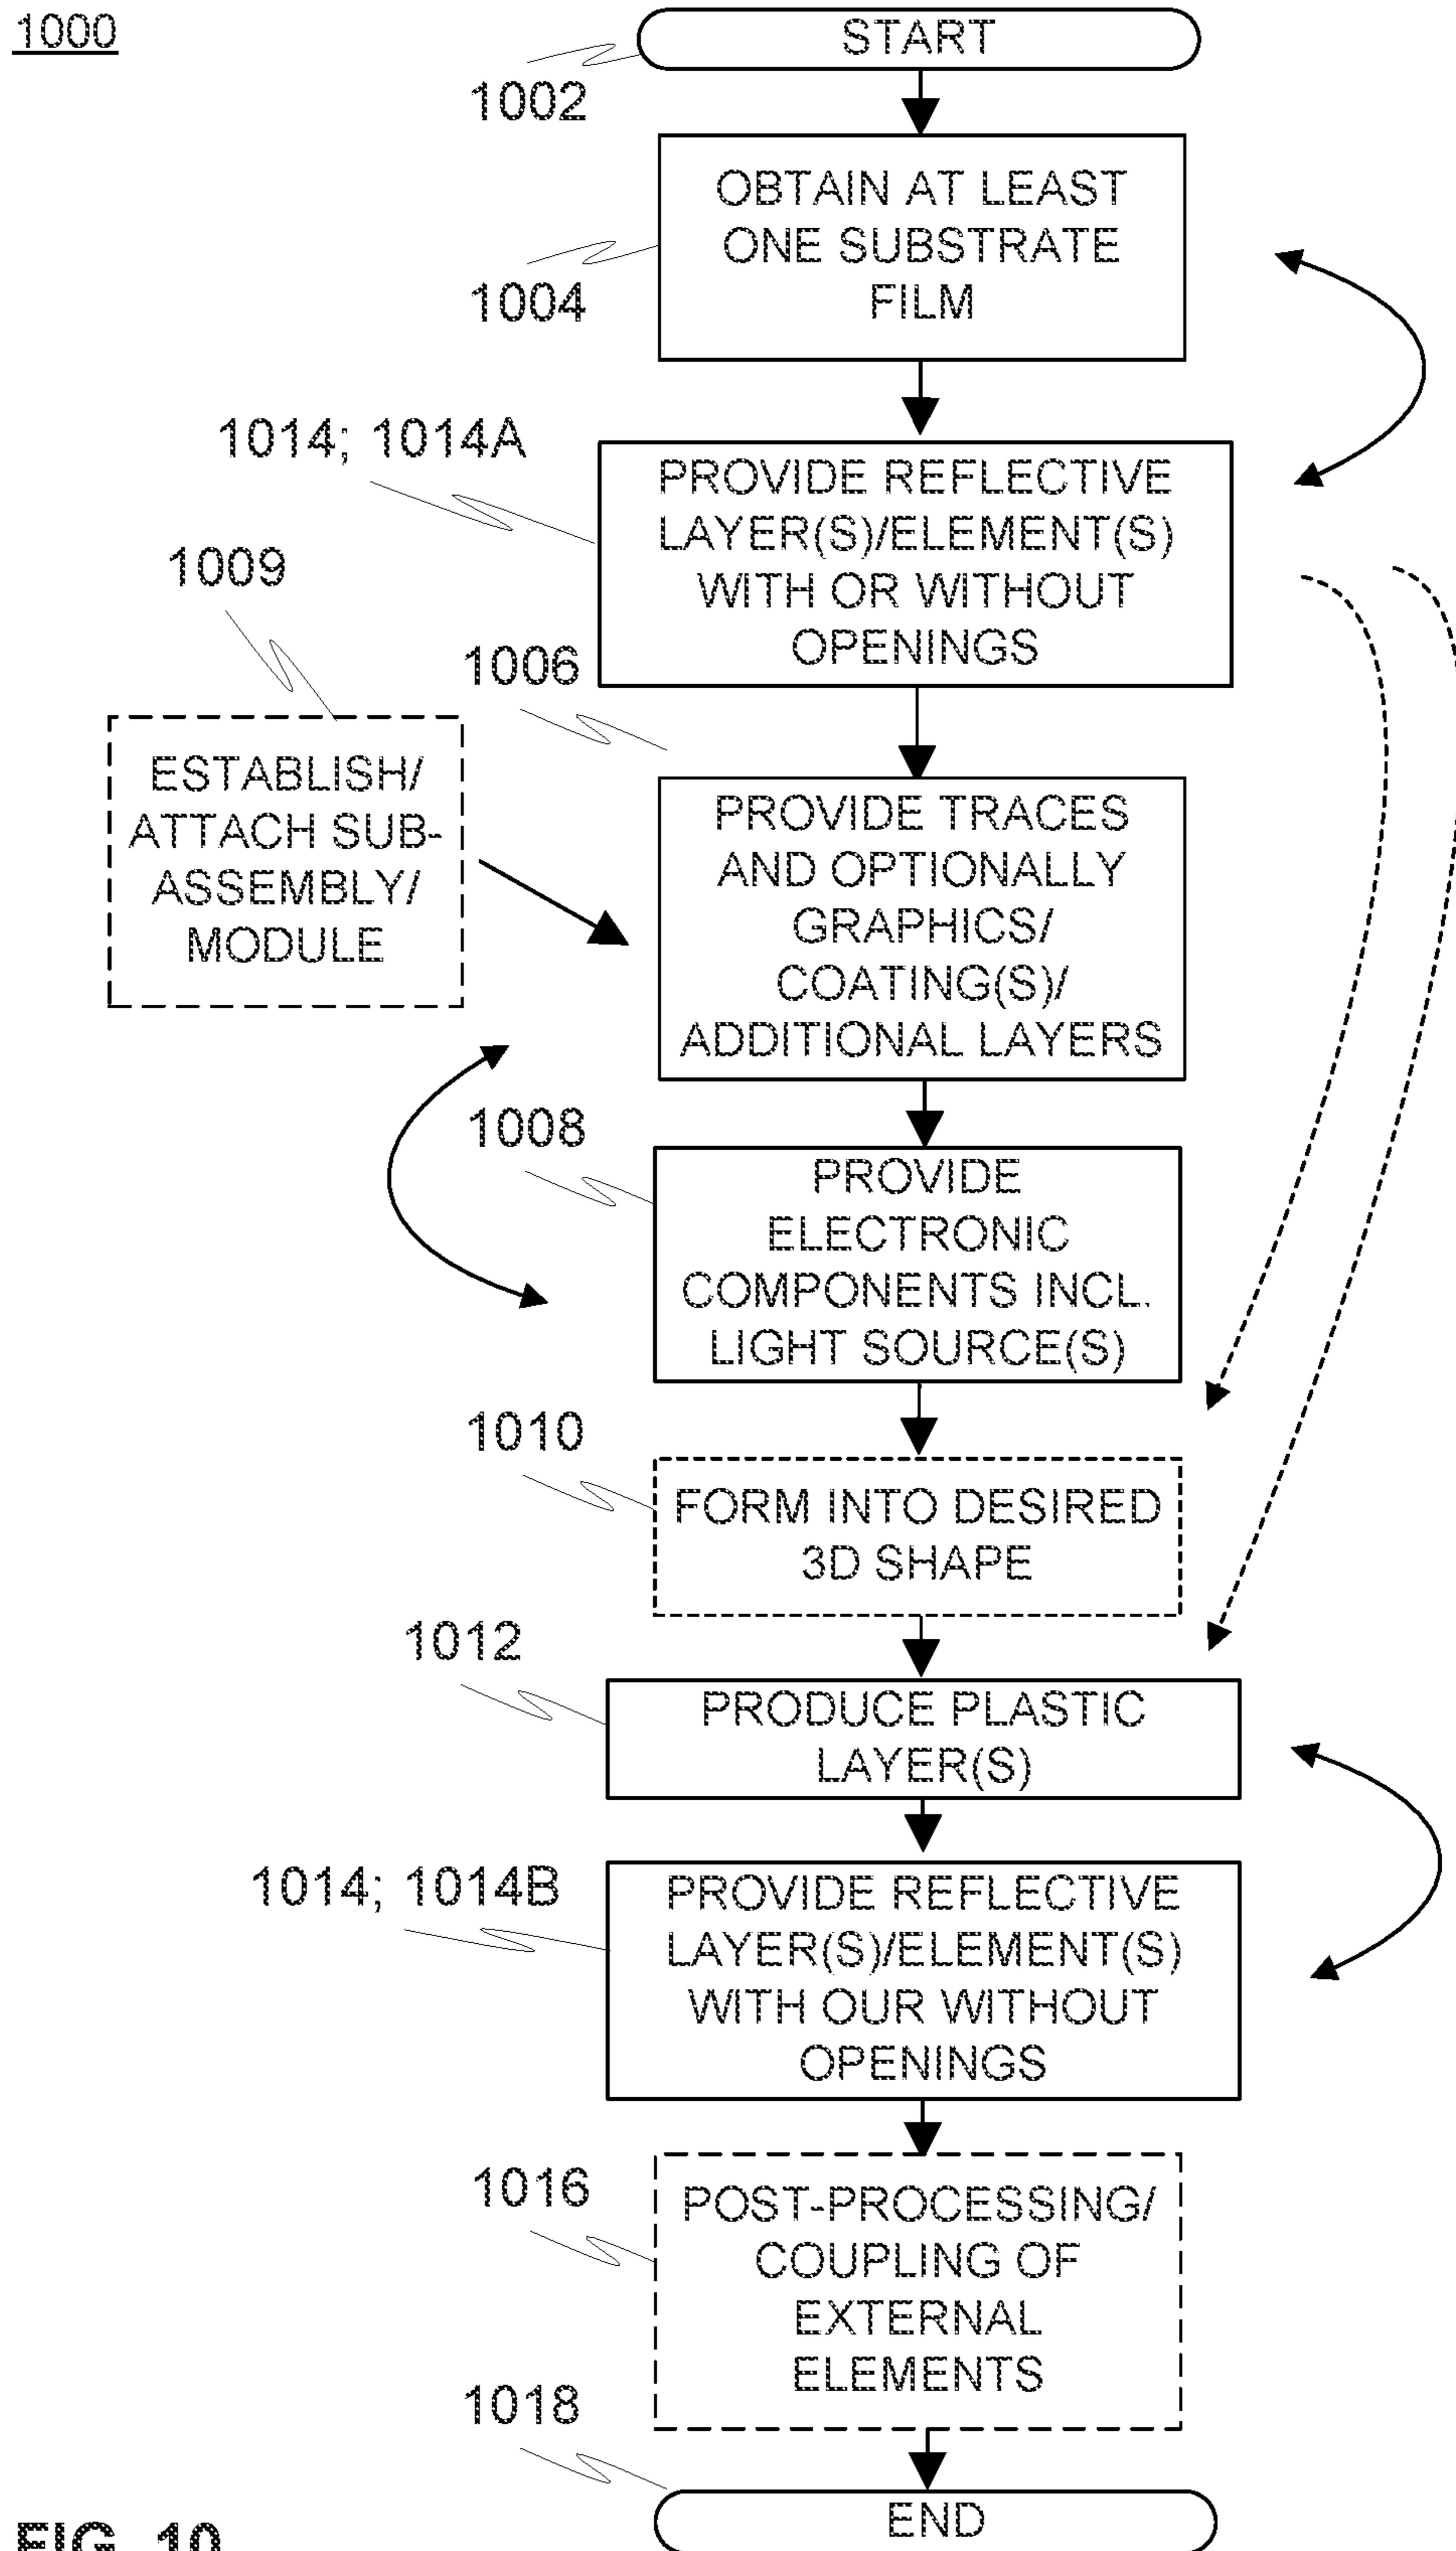 1000
START
1002
OBTAIN AT LEAST
ONE SUBSTRATE
FILM
1004
1014; 1014A
PROVIDE REFLECTIVE
LAYER(S)/ELEMENT(S)
WITH OR WITHOUT
OPENINGS
1009
1006
ESTABLISH/
ATTACH SUB-
ASSEMBLY/
MODULE
PROVIDE TRACES
AND OPTIONALLY
GRAPHICS/
COATING(S)/
ADDITIONAL LAYERS
1008
PROVIDE
ELECTRONIC
COMPONENTS INCL.
LIGHT SOURCE(S)
1010
FORM INTO DESIRED
3D SHAPE
1012
PRODUCE PLASTIC
LAYER(S)
1014; 1014B
PROVIDE REFLECTIVE
LAYER(S)/ELEMENT(S)
WITH OUR WITHOUT
OPENINGS
1016
POST-PROCESSING/
COUPLING OF
EXTERNAL
ELEMENTS
1018
END
FIG. 10